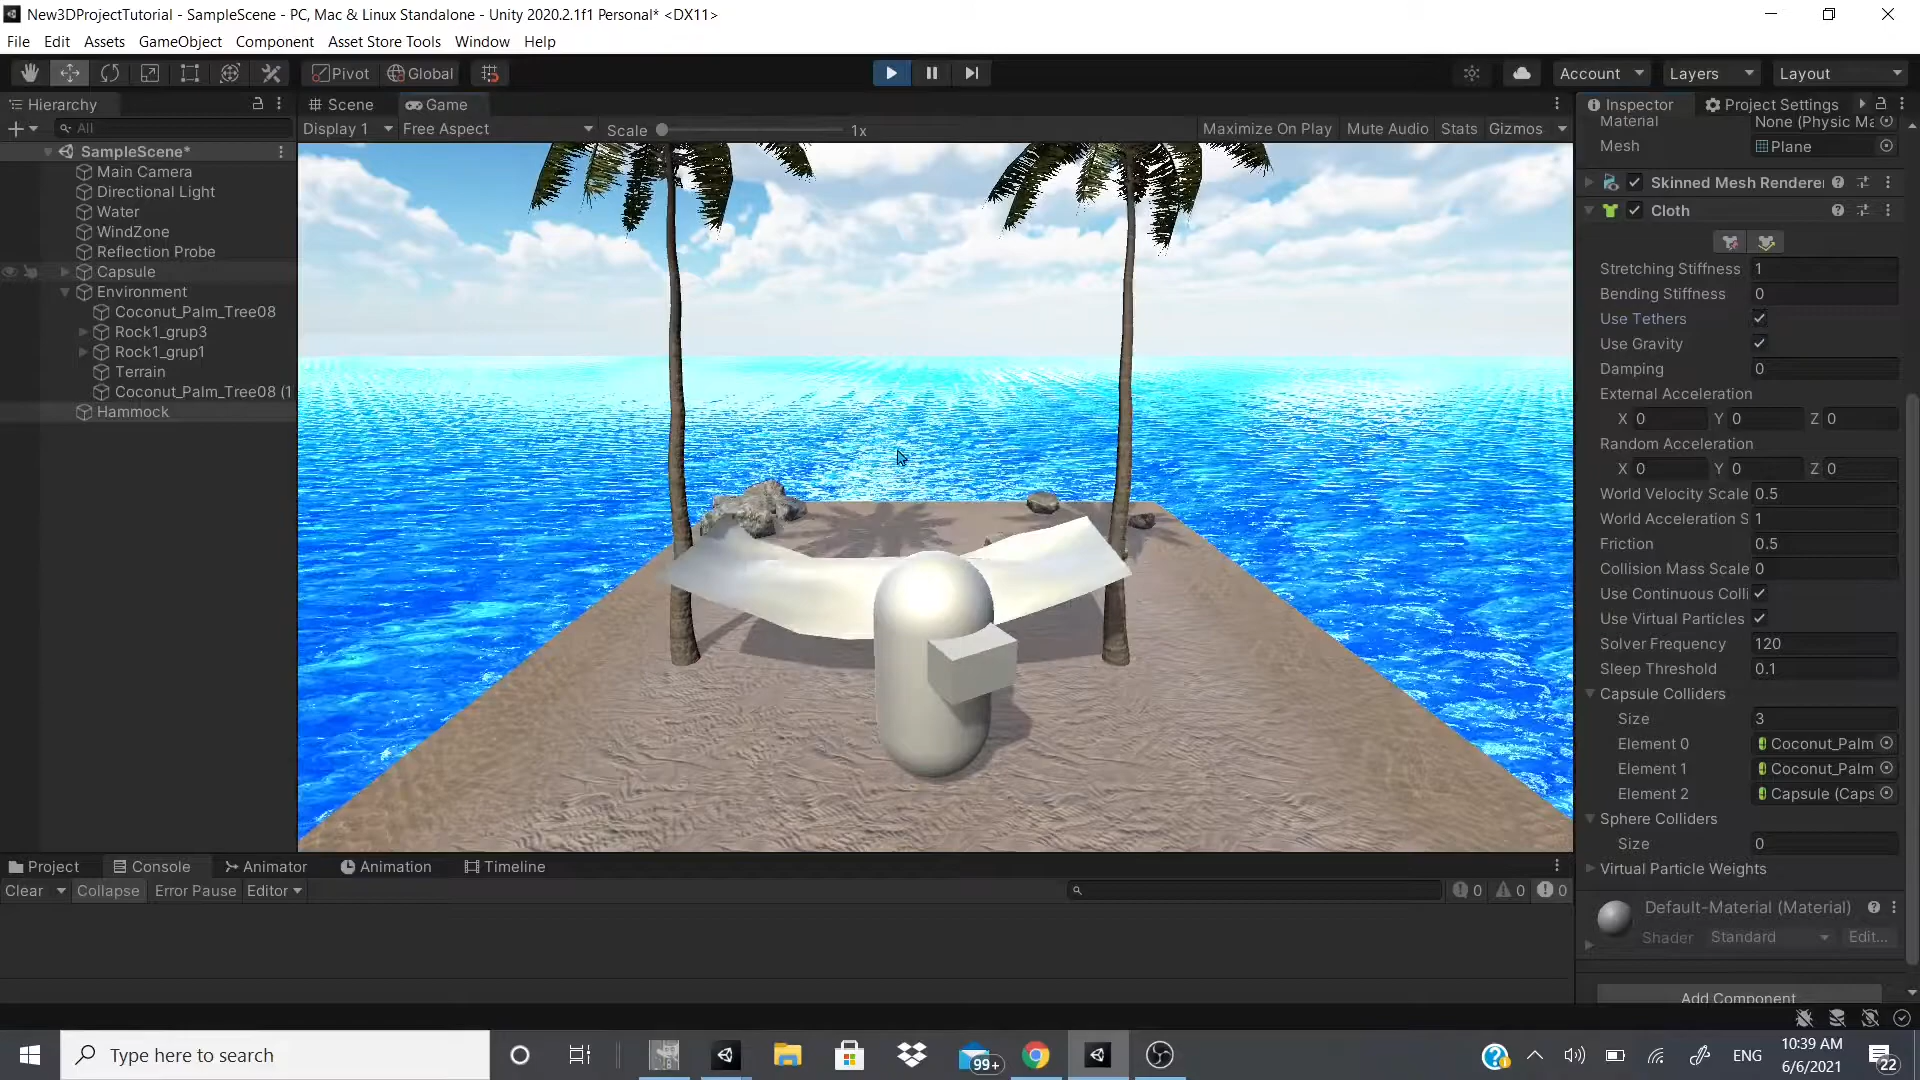 New3DProjectTutorial - SampleScene - PC, Mac & Linux Standalone - Unity 2020.2.1f1 Personal* <DX11>
File Edit Assets GameObject Component Asset Store Tools Window Help
Pivot Global Account Layers Layout
Hierarchy
All
SampleScene*
Main Camera
Directional Light
Water
WindZone
Reflection Probe
Capsule
Environment
Coconut_Palm_Tree08
Rock1_grup3
Rock1_grup1
Terrain
Coconut_Palm_Tree08 (1
Hammock
Scene Game
Display 1 Free Aspect Scale 1x Maximize On Play Mute Audio Stats Gizmos
Inspector Project Settings
Material None (Physic Ma
Mesh Plane
Skinned Mesh Renderer
Cloth
Stretching Stiffness 1
Bending Stiffness 0
Use Tethers
Use Gravity
Damping 0
External Acceleration
X 0 Y 0 Z 0
Random Acceleration
X 0 Y 0 Z 0
World Velocity Scale 0.5
World Acceleration S 1
Friction 0.5
Collision Mass Scale 0
Use Continuous Colli
Use Virtual Particles
Solver Frequency 120
Sleep Threshold 0.1
Capsule Colliders
Size 3
Element 0 Coconut_Palm
Element 1 Coconut_Palm
Element 2 Capsule (Caps
Sphere Colliders
Size 0
Virtual Particle Weights
Default-Material (Material)
Shader Standard Edit...
Add Component
Project Console Animator Animation Timeline
Clear Collapse Error Pause Editor 0 0 0
Type here to search
99+
ENG
10:39 AM
6/6/2021
22